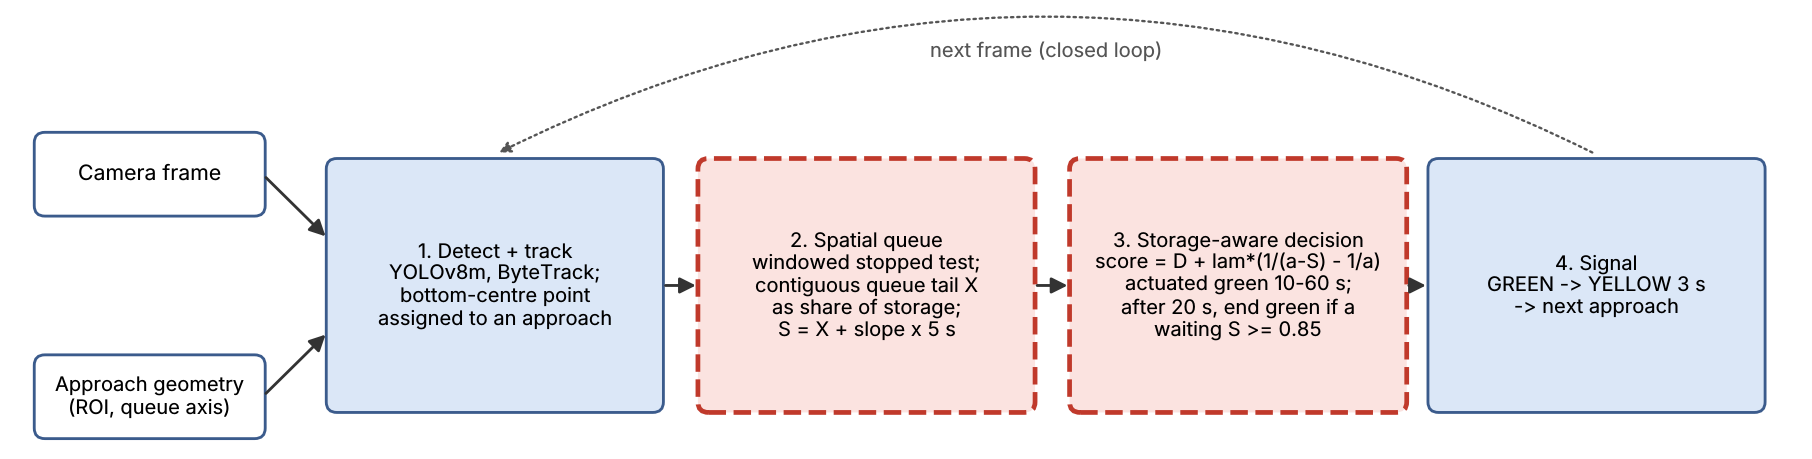 next frame (closed loop)
Camera frame
Approach geometry
(ROI, queue axis)
1. Detect + track
YOLOv8m, ByteTrack;
bottom-centre point
assigned to an approach
2. Spatial queue
windowed stopped test;
contiguous queue tail X
as share of storage;
S = X + slope x 5 s
3. Storage-aware decision
score = D + lam*(1/(a-S) - 1/a)
actuated green 10-60 s;
after 20 s, end green if a
waiting S >= 0.85
4. Signal
GREEN -> YELLOW 3 s
-> next approach